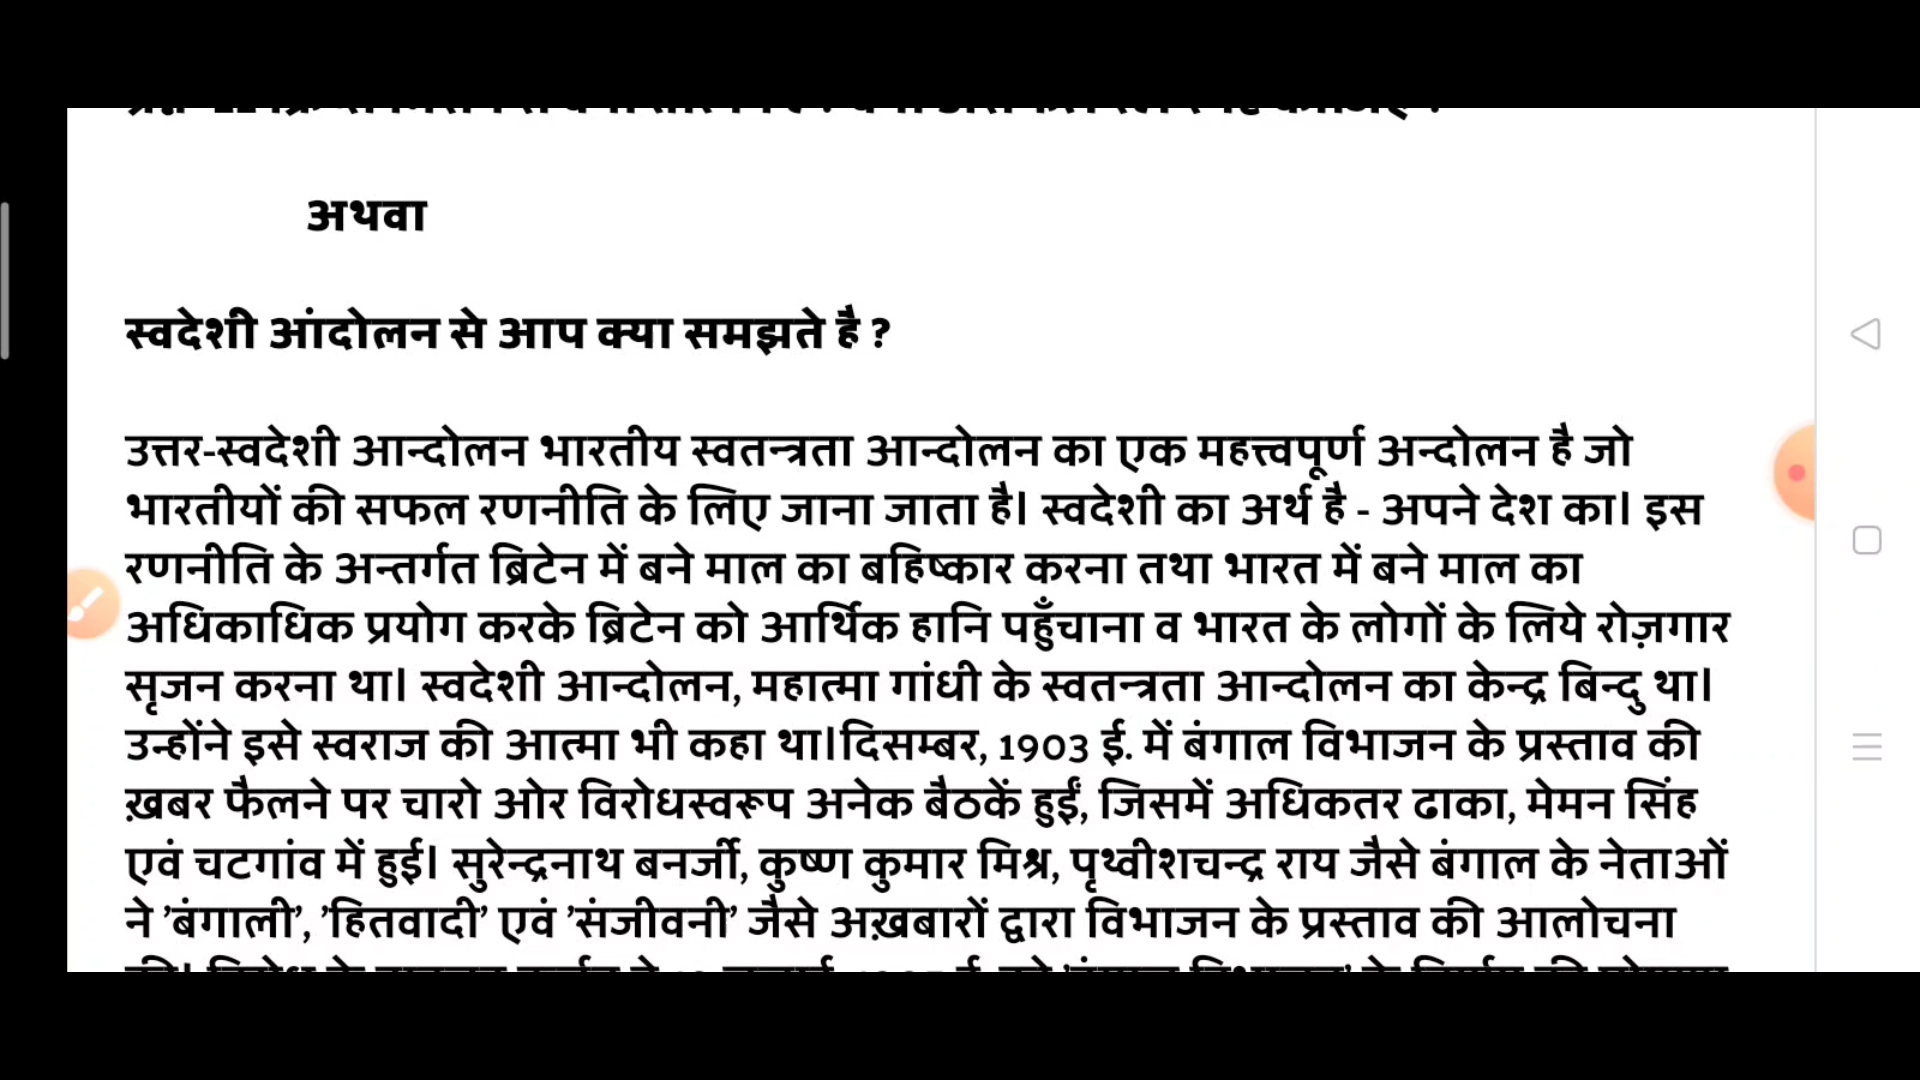 अथवा
स्वदेशी आंदोलन से आप क्या समझते है ?
उत्तर-स्वदेशी आन्दोलन भारतीय स्वतन्त्रता आन्दोलन का एक महत्त्वपूर्ण अन्दोलन है जो
भारतीयों की सफल रणनीति के लिए जाना जाता है। स्वदेशी का अर्थ है - अपने देश का। इस
रणनीति के अन्तर्गत ब्रिटेन में बने माल का बहिष्कार करना तथा भारत में बने माल का
अधिकाधिक प्रयोग करके ब्रिटेन को आर्थिक हानि पहुँचाना व भारत के लोगों के लिये रोज़गार
सृजन करना था। स्वदेशी आन्दोलन, महात्मा गांधी के स्वतन्त्रता आन्दोलन का केन्द्र बिन्दु था।
उन्होंने इसे स्वराज की आत्मा भी कहा था।दिसम्बर, 1903 ई. में बंगाल विभाजन के प्रस्ताव की
ख़बर फैलने पर चारो ओर विरोधस्वरूप अनेक बैठकें हुईं, जिसमें अधिकतर ढाका, मेमन सिंह
एवं चटगांव में हुई। सुरेन्द्रनाथ बनर्जी, कुष्ण कुमार मिश्र, पृथ्वीशचन्द्र राय जैसे बंगाल के नेताओं
ने ’बंगाली’, ’हितवादी’ एवं ’संजीवनी’ जैसे अख़बारों द्वारा विभाजन के प्रस्ताव की आलोचना